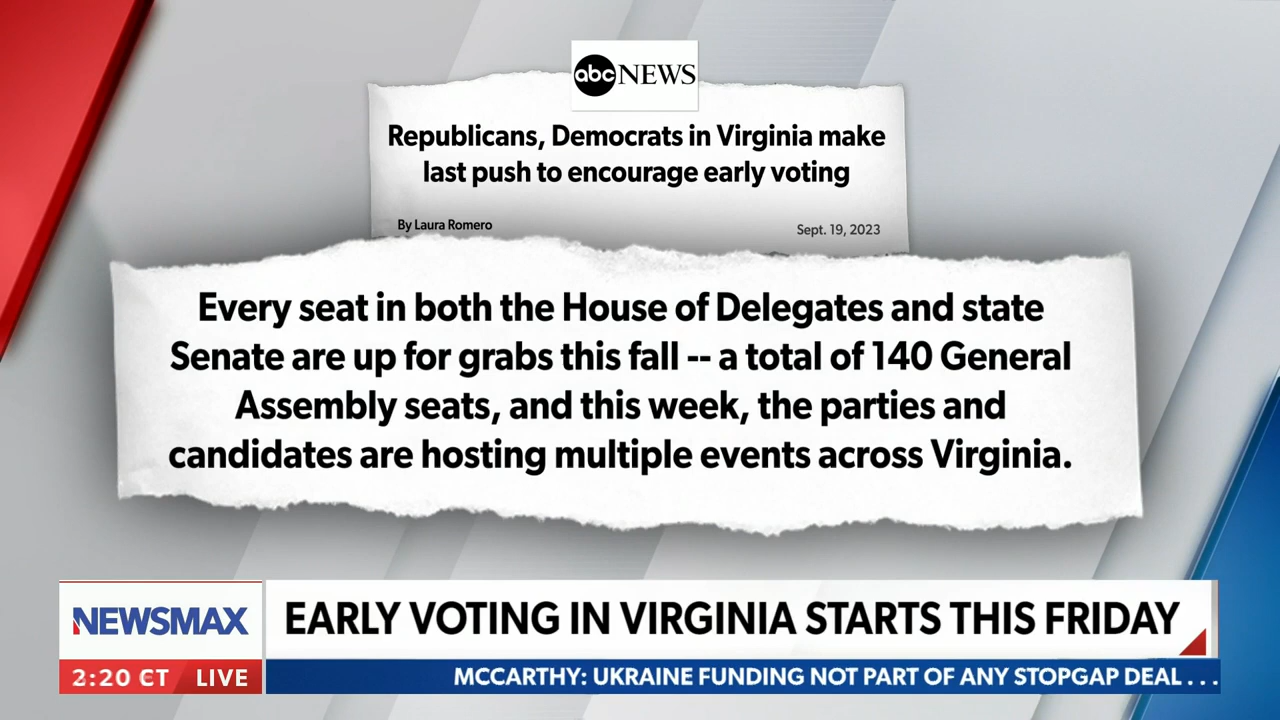 abc NEWS
Republicans, Democrats in Virginia make
last push to encourage early voting
By Laura Romero
Sept. 19, 2023
Every seat in both the House of Delegates and state
Senate are up for grabs this fall -- a total of 140 General
Assembly seats, and this week, the parties and
candidates are hosting multiple events across Virginia.
NEWSMAX
EARLY VOTING IN VIRGINIA STARTS THIS FRIDAY
2:20 CT LIVE
MCCARTHY: UKRAINE FUNDING NOT PART OF ANY STOPGAP DEAL . . .